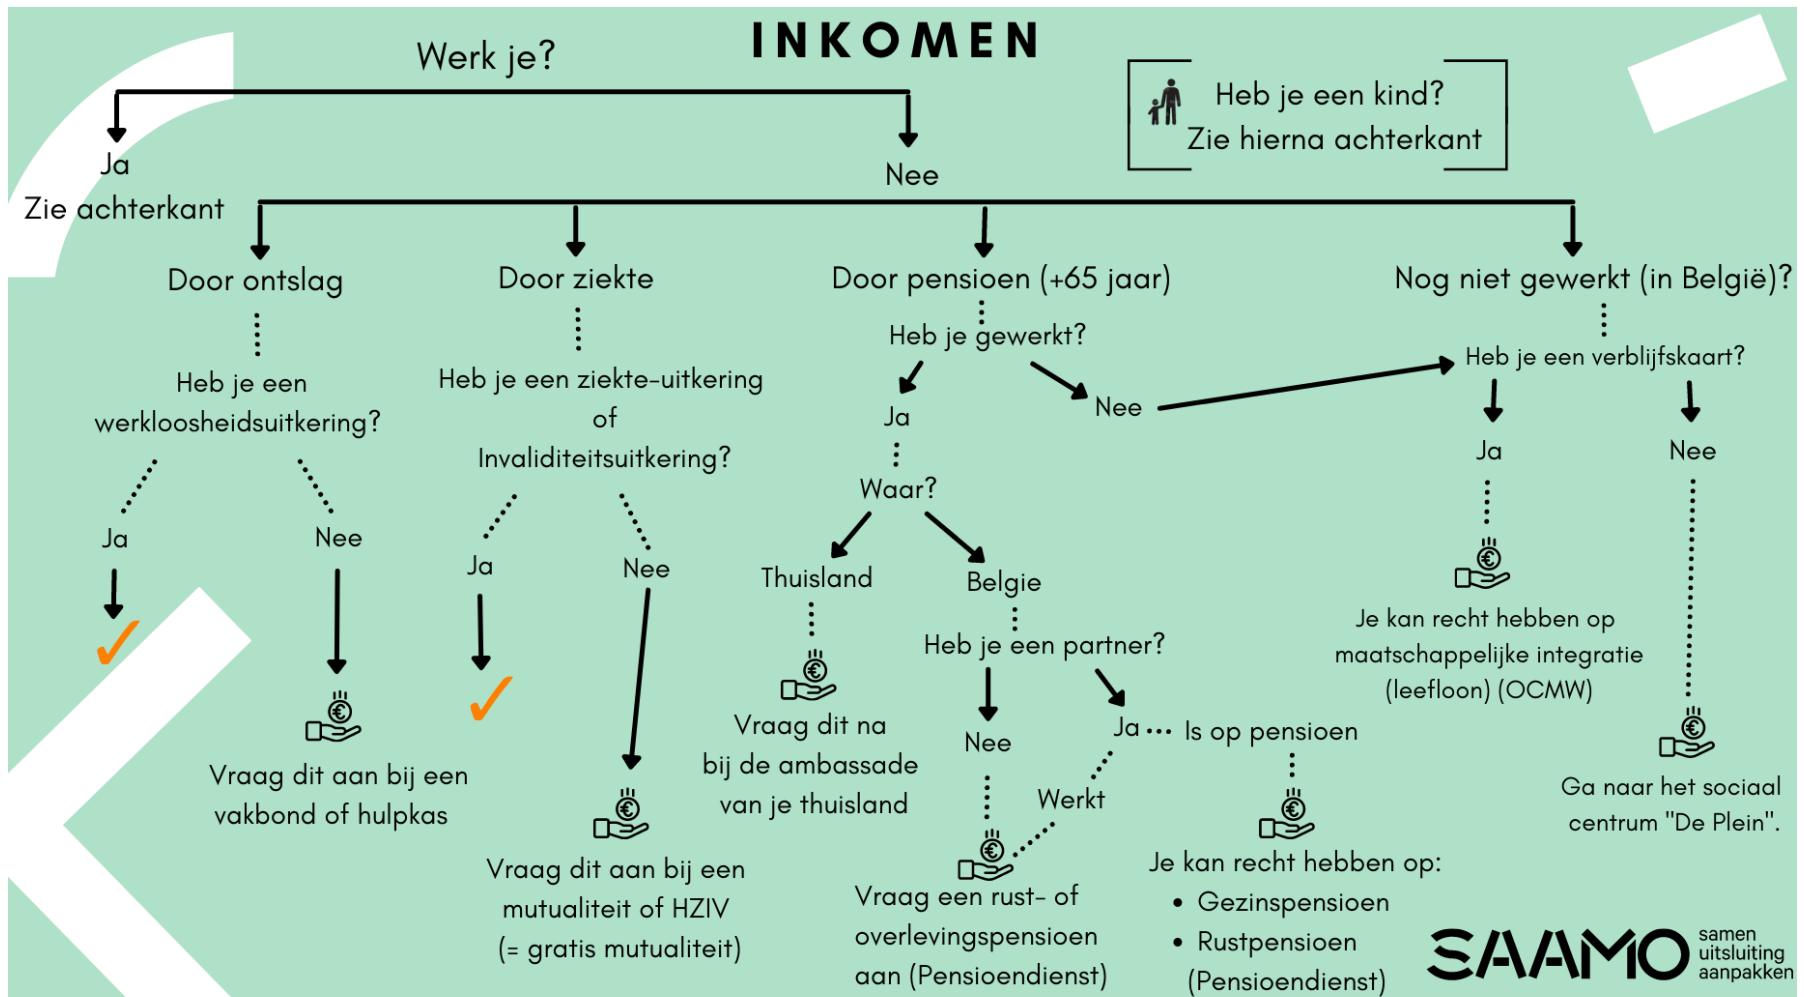 INKOMEN
Werk je?
Heb je een kind?
Zie hierna achterkant
Ja
Zie achterkant
Nee
Door ontslag
Door ziekte
Door pensioen (+65 jaar)
Nog niet gewerkt (in België)?
Heb je een
werkloosheidsuitkering?
Ja
Nee
Vraag dit aan bij een
vakbond of hulpkas
Heb je een ziekte-uitkering
of
Invaliditeitsuitkering?
Ja
Nee
Vraag dit aan bij een
mutualiteit of HZIV
(= gratis mutualiteit)
Heb je gewerkt?
Ja
Nee
Waar?
Thuisland
Belgie
Vraag dit na
bij de ambassade
van je thuisland
Heb je een partner?
Nee
Ja
Is op pensioen
Werkt
Vraag een rust- of
overlevingspensioen
aan (Pensioendienst)
Je kan recht hebben op:
• Gezinspensioen
• Rustpensioen
(Pensioendienst)
Heb je een verblijfskaart?
Ja
Nee
Je kan recht hebben op
maatschappelijke integratie
(leefloon) (OCMW)
Ga naar het sociaal
centrum "De Plein".
SAAMO
samen
uitsluiting
aanpakken